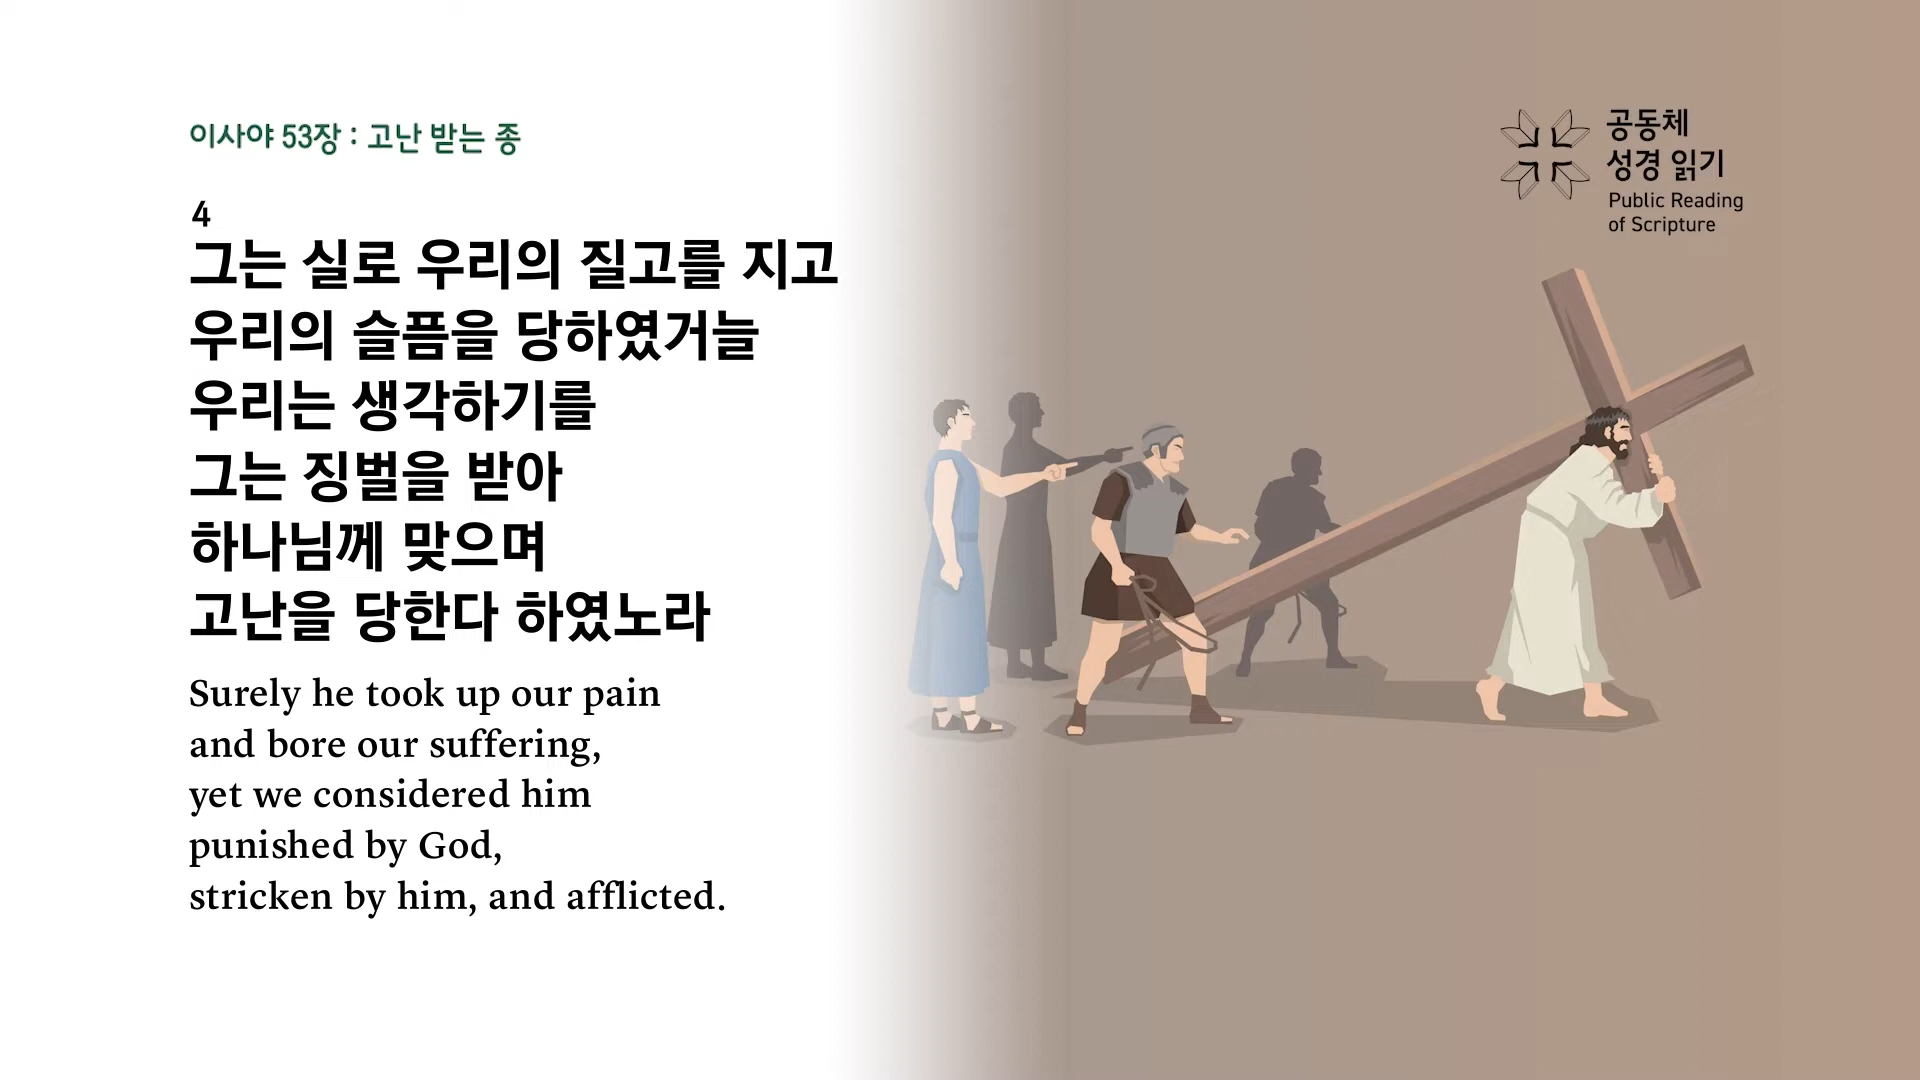 이사야 53장 : 고난 받는 종
4
그는 실로 우리의 질고를 지고
우리의 슬픔을 당하였거늘
우리는 생각하기를
그는 징벌을 받아
하나님께 맞으며
고난을 당한다 하였노라
Surely he took up our pain
and bore our suffering,
yet we considered him
punished by God,
stricken by him, and afflicted.
공동체
성경 읽기
Public Reading
of Scripture